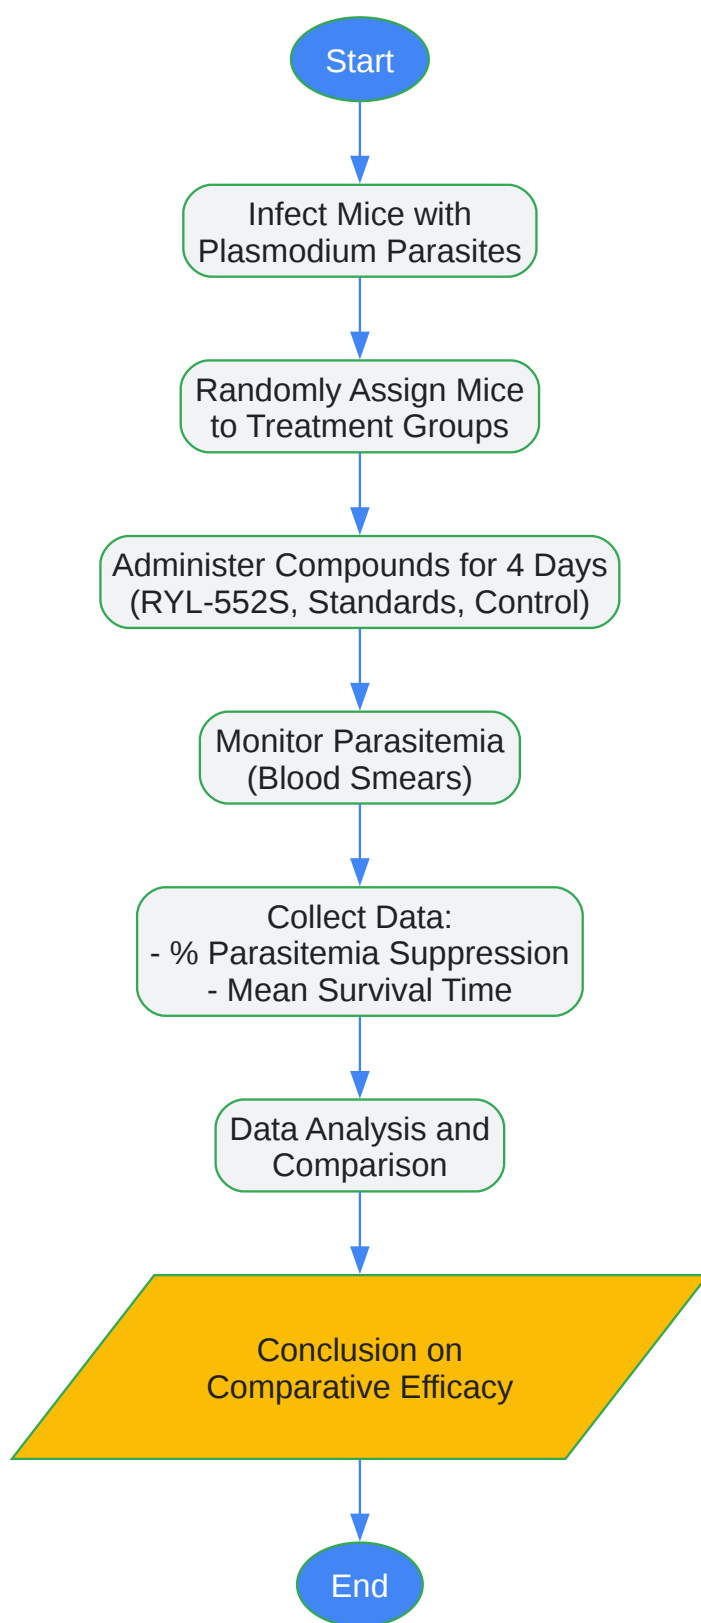 Start
Infect Mice with
Plasmodium Parasites
Randomly Assign Mice
to Treatment Groups
Administer Compounds for 4 Days
(RYL-552S, Standards, Control)
Monitor Parasitemia
(Blood Smears)
Collect Data:
- % Parasitemia Suppression
- Mean Survival Time
Data Analysis and
Comparison
Conclusion on
Comparative Efficacy
End